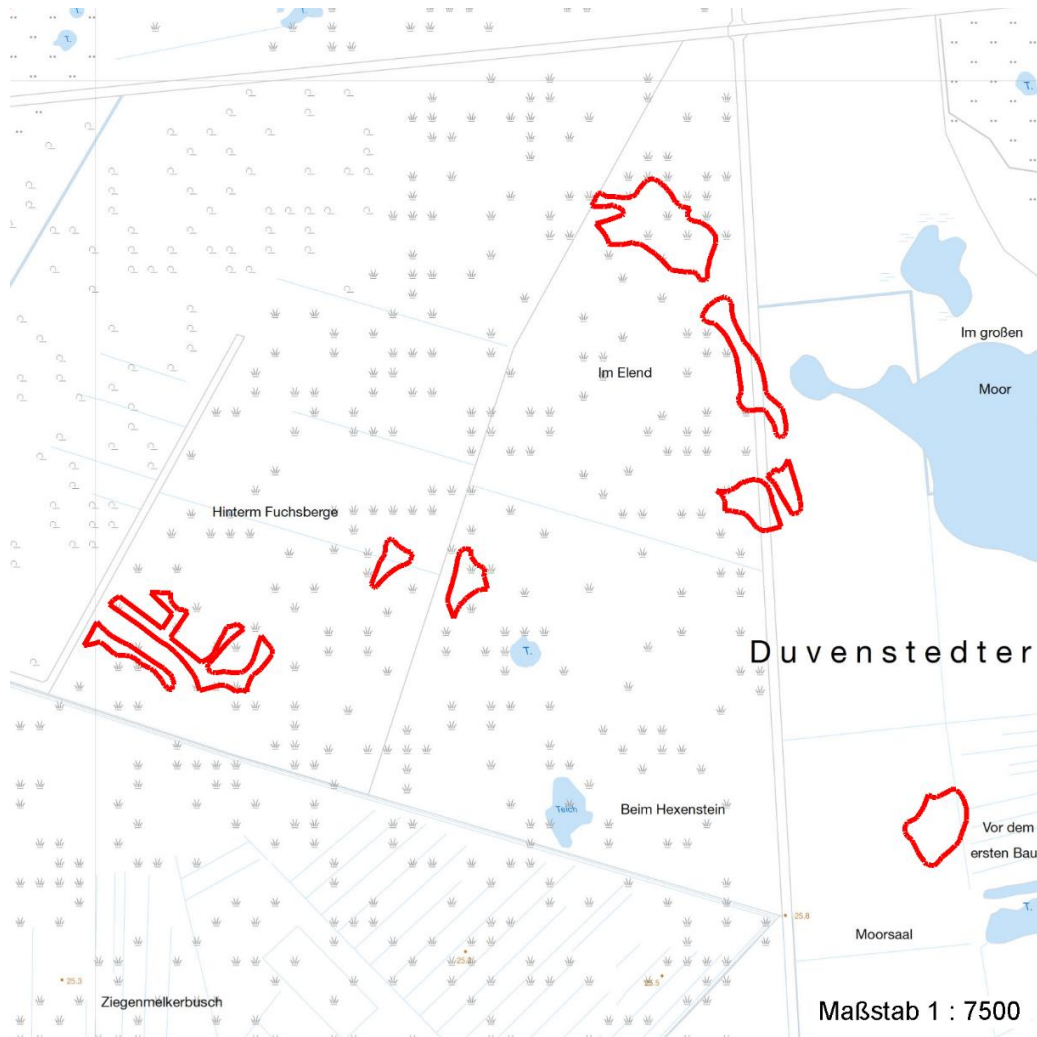 T.
T.
T.
T.
Im großen
Moor
Im Elend
Hinterm Fuchsberge
T.
Duvenstedter
Teich
Beim Hexenstein
Vor dem
ersten Bau
T.
25.8
Moorsaal
25.3
Ziegenmelkerbusch
Maßstab 1 : 7500